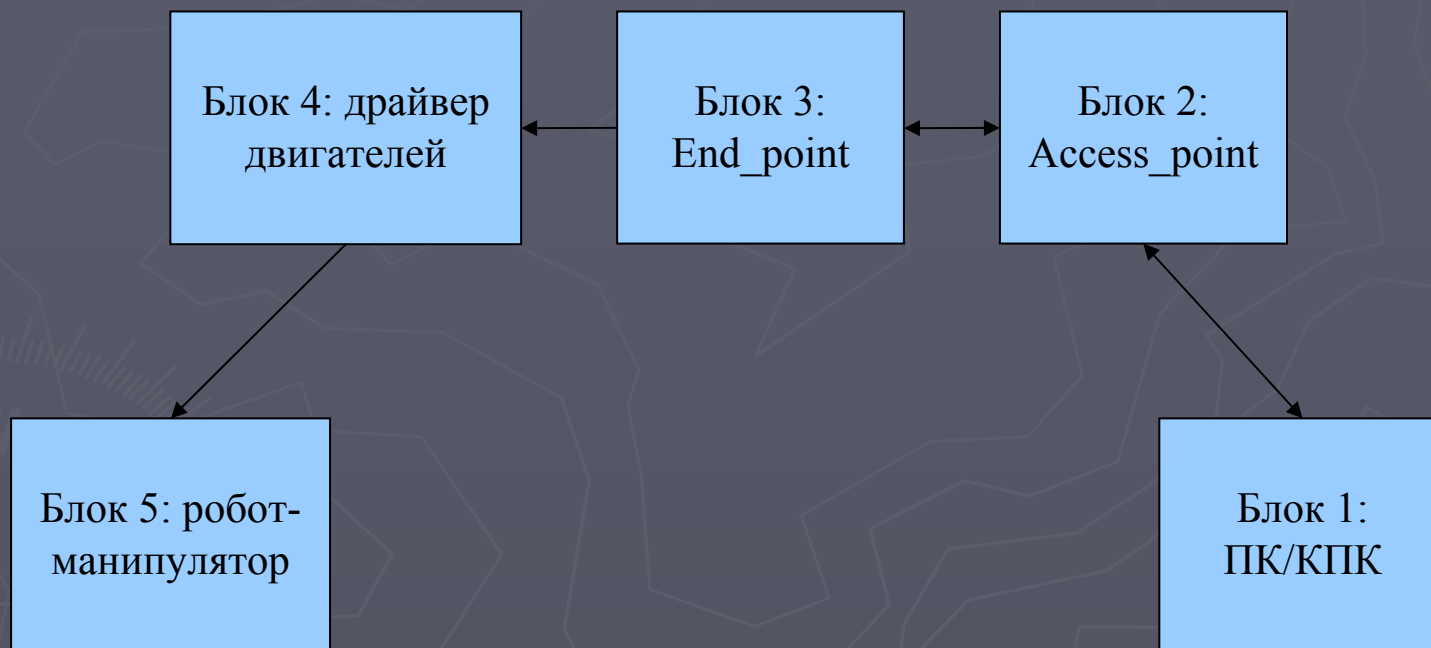 Блок 4: драйвер
двигателей
Блок 3:
End_point
Блок 2:
Access_point
Блок 5: робот-
манипулятор
Блок 1:
ПК/КПК